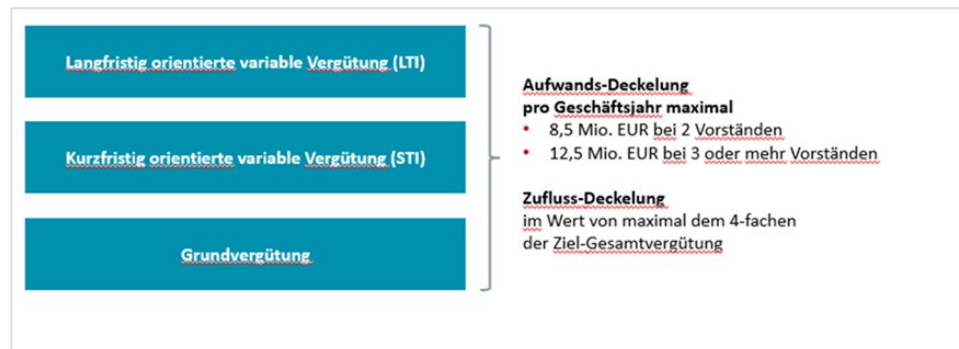 Langfristig orientierte variable Vergütung (LTI)
Kurzfristig orientierte variable Vergütung (STI)
Grundvergütung
Aufwands-Deckelung
pro Geschäftsjahr maximal
• 8,5 Mio. EUR bei 2 Vorständen
• 12,5 Mio. EUR bei 3 oder mehr Vorständen
Zufluss-Deckelung
im Wert von maximal dem 4-fachen
der Ziel-Gesamtvergütung